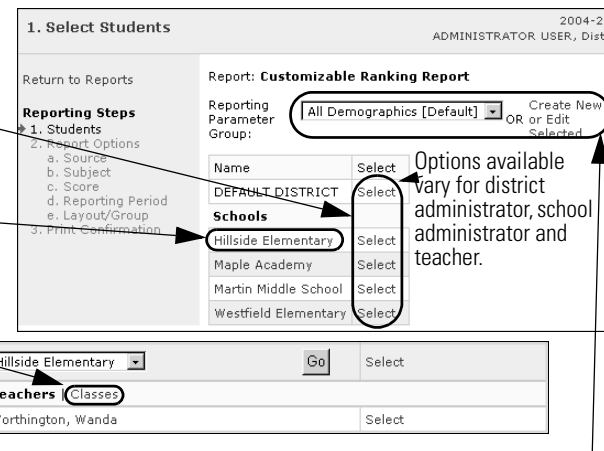 1. Select Students
2004-2
ADMINISTRATOR USER, Dist
Return to Reports
Reporting Steps
1. Students
2. Report Options
a. Source
b. Subject
c. Score
d. Reporting Period
e. Layout/Group
3. Print Confirmation
Report: Customizable Ranking Report
Reporting Parameter Group:
All Demographics [Default]
OR
Create New
or Edit
Selected
Name Select
DEFAULT DISTRICT Select
Schools
Hillside Elementary Select
Maple Academy Select
Martin Middle School Select
Westfield Elementary Select
Options available
vary for district
administrator, school
administrator and
teacher.
Hillside Elementary Go Select
eachers | Classes
orthington, Wanda Select